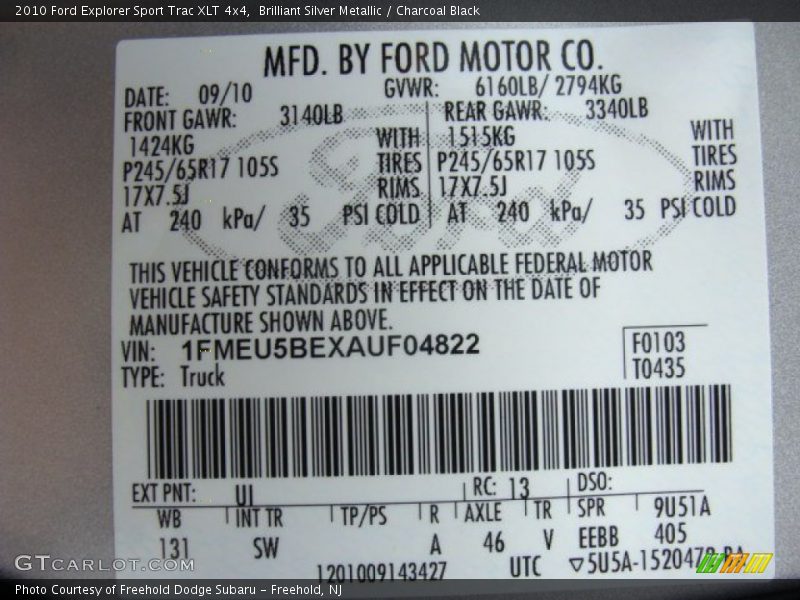 2010 Ford Explorer Sport Trac XLT 4x4, Brilliant Silver Metallic / Charcoal Black
MFD. BY FORD MOTOR CO.
DATE: 09/10 GVWR: 6160LB/ 2794KG
FRONT GAWR: 3140LB REAR GAWR: 3340LB
1424KG WITH 1515KG WITH
P245/65R17 105S TIRES P245/65R17 105S TIRES
17X7.5J RIMS 17X7.5J RIMS
AT 240 kPa/ 35 PSI COLD AT 240 kPa/ 35 PSI COLD
THIS VEHICLE CONFORMS TO ALL APPLICABLE FEDERAL MOTOR
VEHICLE SAFETY STANDARDS IN EFFECT ON THE DATE OF
MANUFACTURE SHOWN ABOVE.
VIN: 1FMEU5BEXAUF04822 F0103
TYPE: Truck T0435
EXT PNT: UI RC: 13 DSO:
WB INT TR TP/PS R AXLE TR SPR 9U51A
131 SW A 46 V EEBB 405
1201009143427 UTC ▽5U5A-1520472-BA
GTCarlot.com
Photo Courtesy of Freehold Dodge Subaru – Freehold, NJ